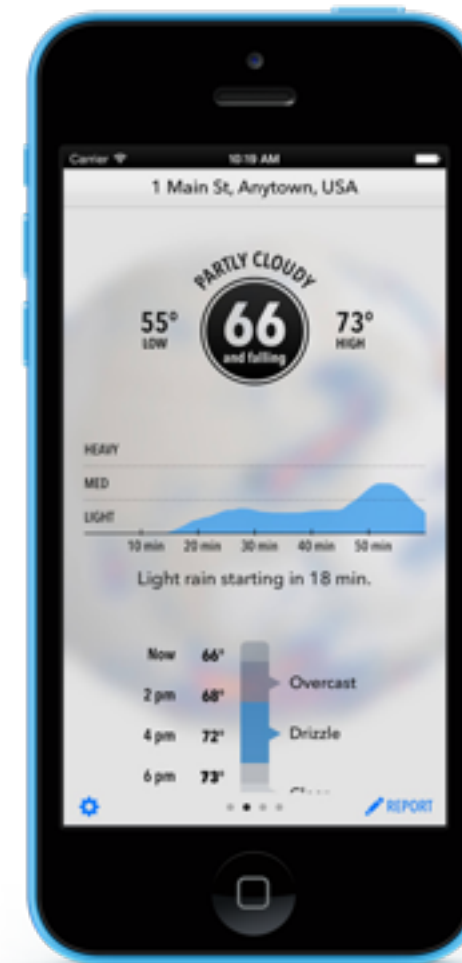 Carrier 10:19 AM
1 Main St, Anytown, USA
PARTLY CLOUDY
55° 66 73°
LOW and falling HIGH
HEAVY
MED
LIGHT
10 min 20 min 30 min 40 min 50 min
Light rain starting in 18 min.
Now 66°
Overcast
2 pm 68°
4 pm 72° Drizzle
6 pm 73°
REPORT